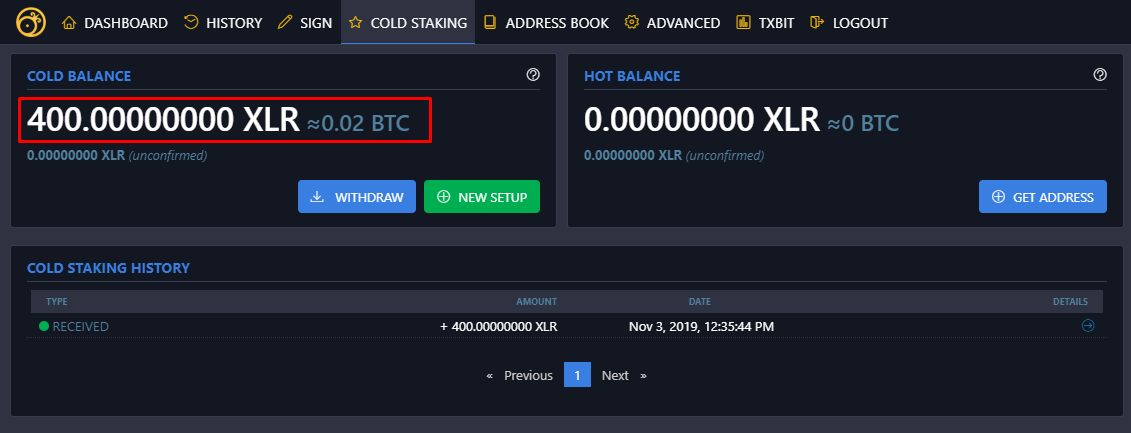 DASHBOARD HISTORY SIGN COLD STAKING ADDRESS BOOK ADVANCED TXBIT LOGOUT
COLD BALANCE
400.00000000 XLR ≈0.02 BTC
0.00000000 XLR (unconfirmed)
WITHDRAW NEW SETUP
HOT BALANCE
0.00000000 XLR ≈0 BTC
0.00000000 XLR (unconfirmed)
GET ADDRESS
COLD STAKING HISTORY
TYPE AMOUNT DATE DETAILS
RECEIVED + 400.00000000 XLR Nov 3, 2019, 12:35:44 PM
« Previous 1 Next »